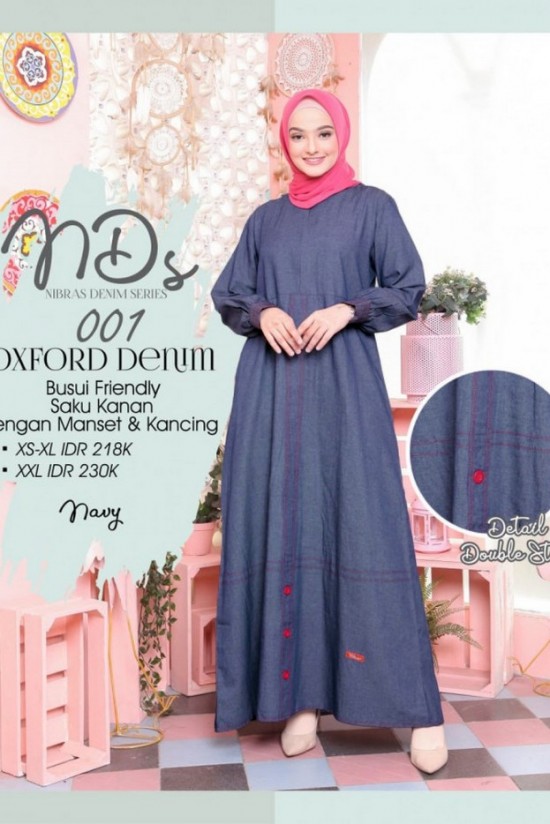 NDs
NIBRAS DENIM SERIES
001
OXFORD DENIM
Busui Friendly
Saku Kanan
engan Manset & Kancing
▪ XS-XL IDR 218K
▪ XXL IDR 230K
Navy
Detail
Double St